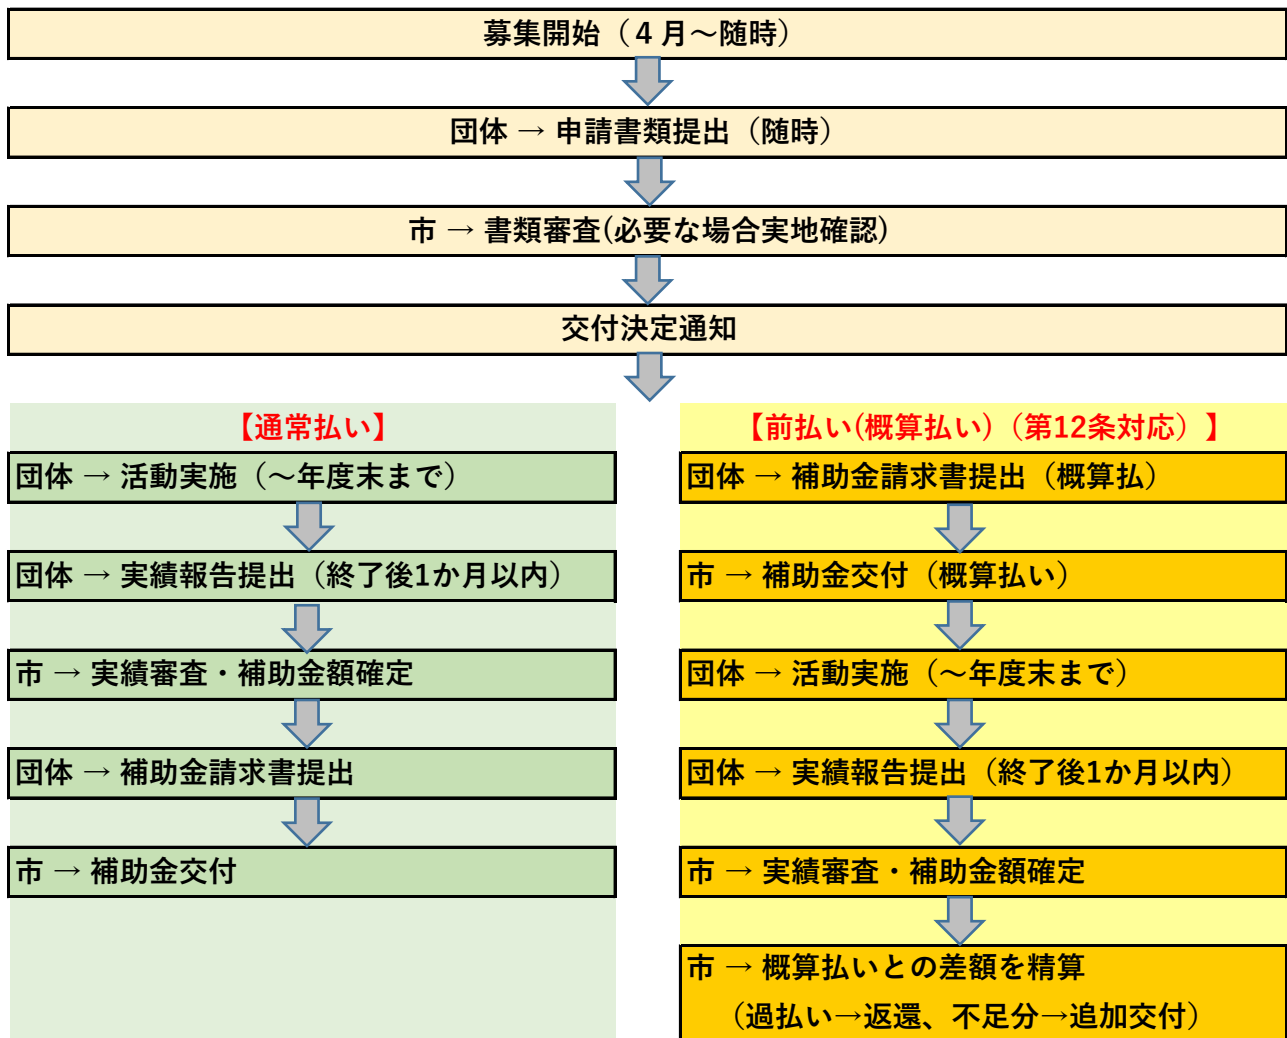 募集開始（４月～随時）
団体 → 申請書類提出（随時）
市 → 書類審査(必要な場合実地確認)
交付決定通知
【通常払い】
団体 → 活動実施（～年度末まで）
団体 → 実績報告提出（終了後1か月以内）
市 → 実績審査・補助金額確定
団体 → 補助金請求書提出
市 → 補助金交付
【前払い(概算払い)（第12条対応）】
団体 → 補助金請求書提出（概算払）
市 → 補助金交付（概算払い）
団体 → 活動実施（～年度末まで）
団体 → 実績報告提出（終了後1か月以内）
市 → 実績審査・補助金額確定
市 → 概算払いとの差額を精算
（過払い→返還、不足分→追加交付）